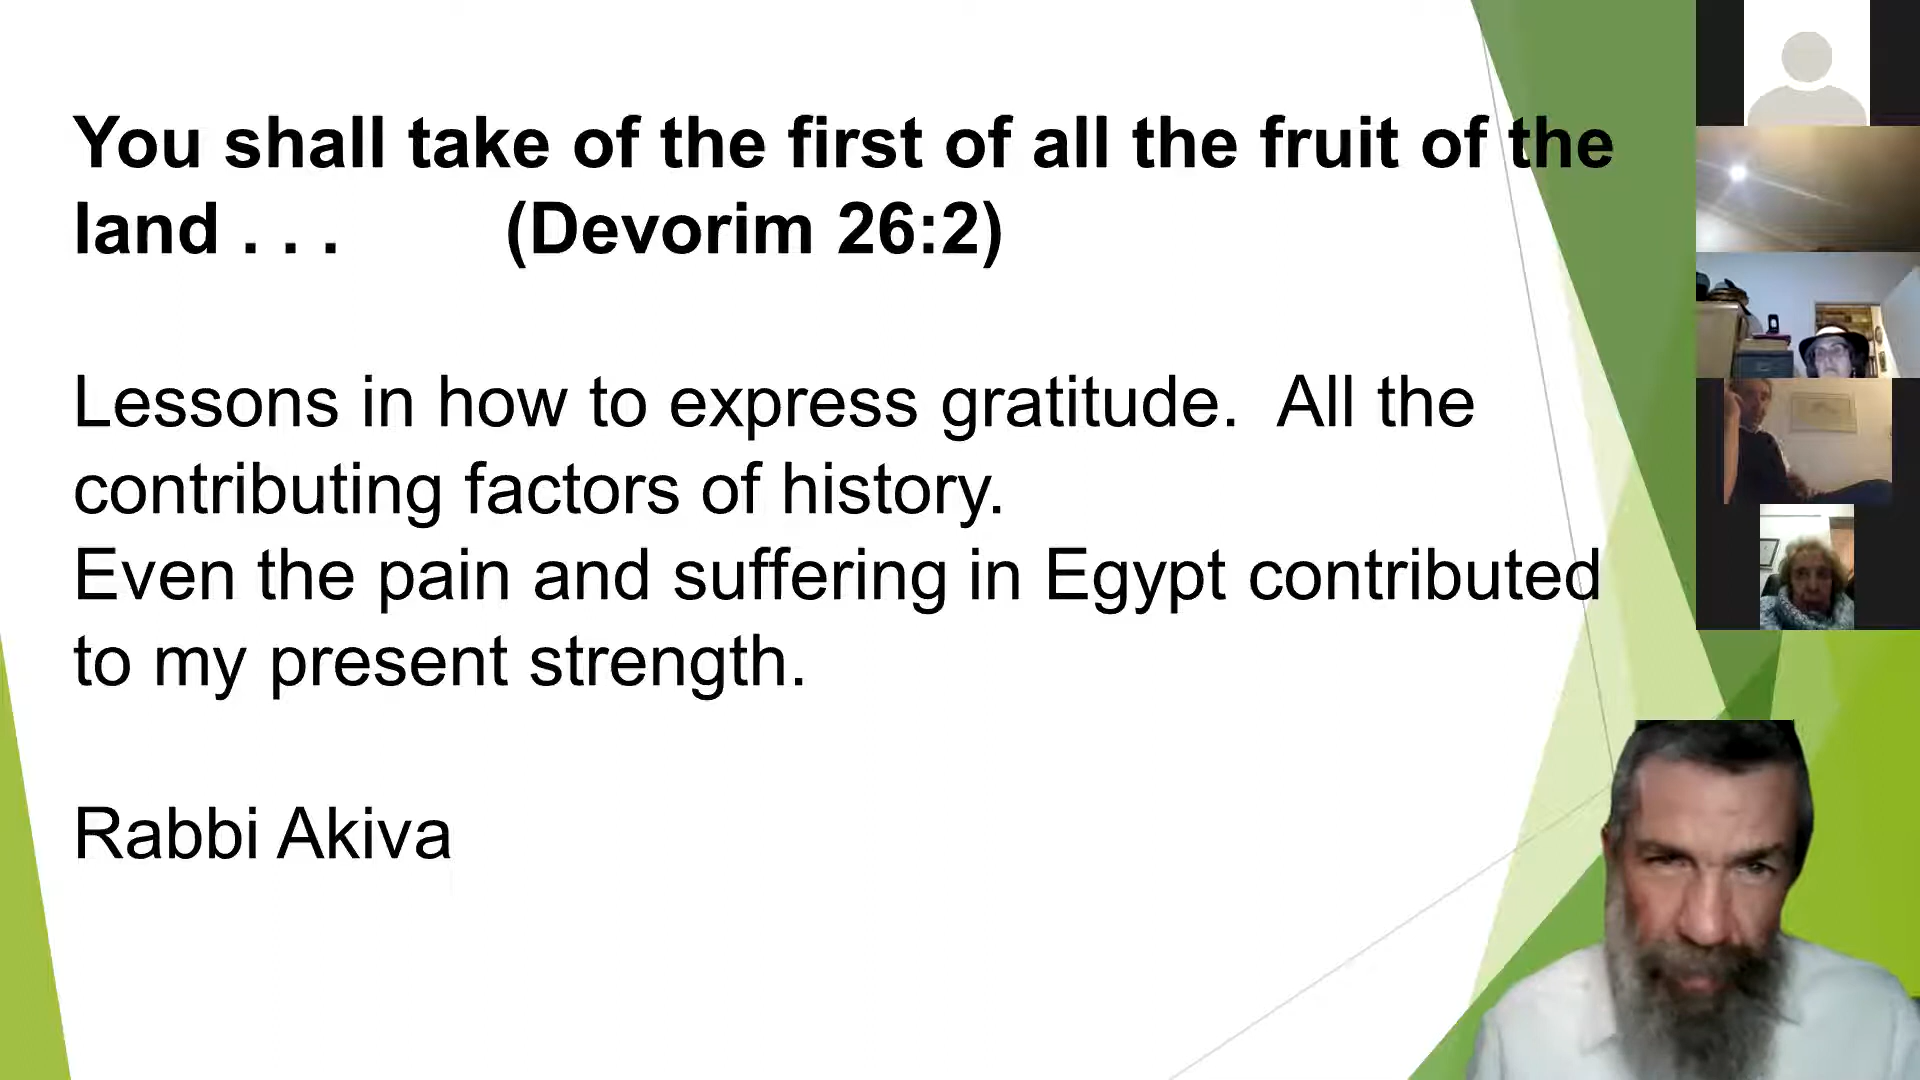 You shall take of the first of all the fruit of the
land . . . (Devorim 26:2)
Lessons in how to express gratitude. All the
contributing factors of history.
Even the pain and suffering in Egypt contributed
to my present strength.
Rabbi Akiva